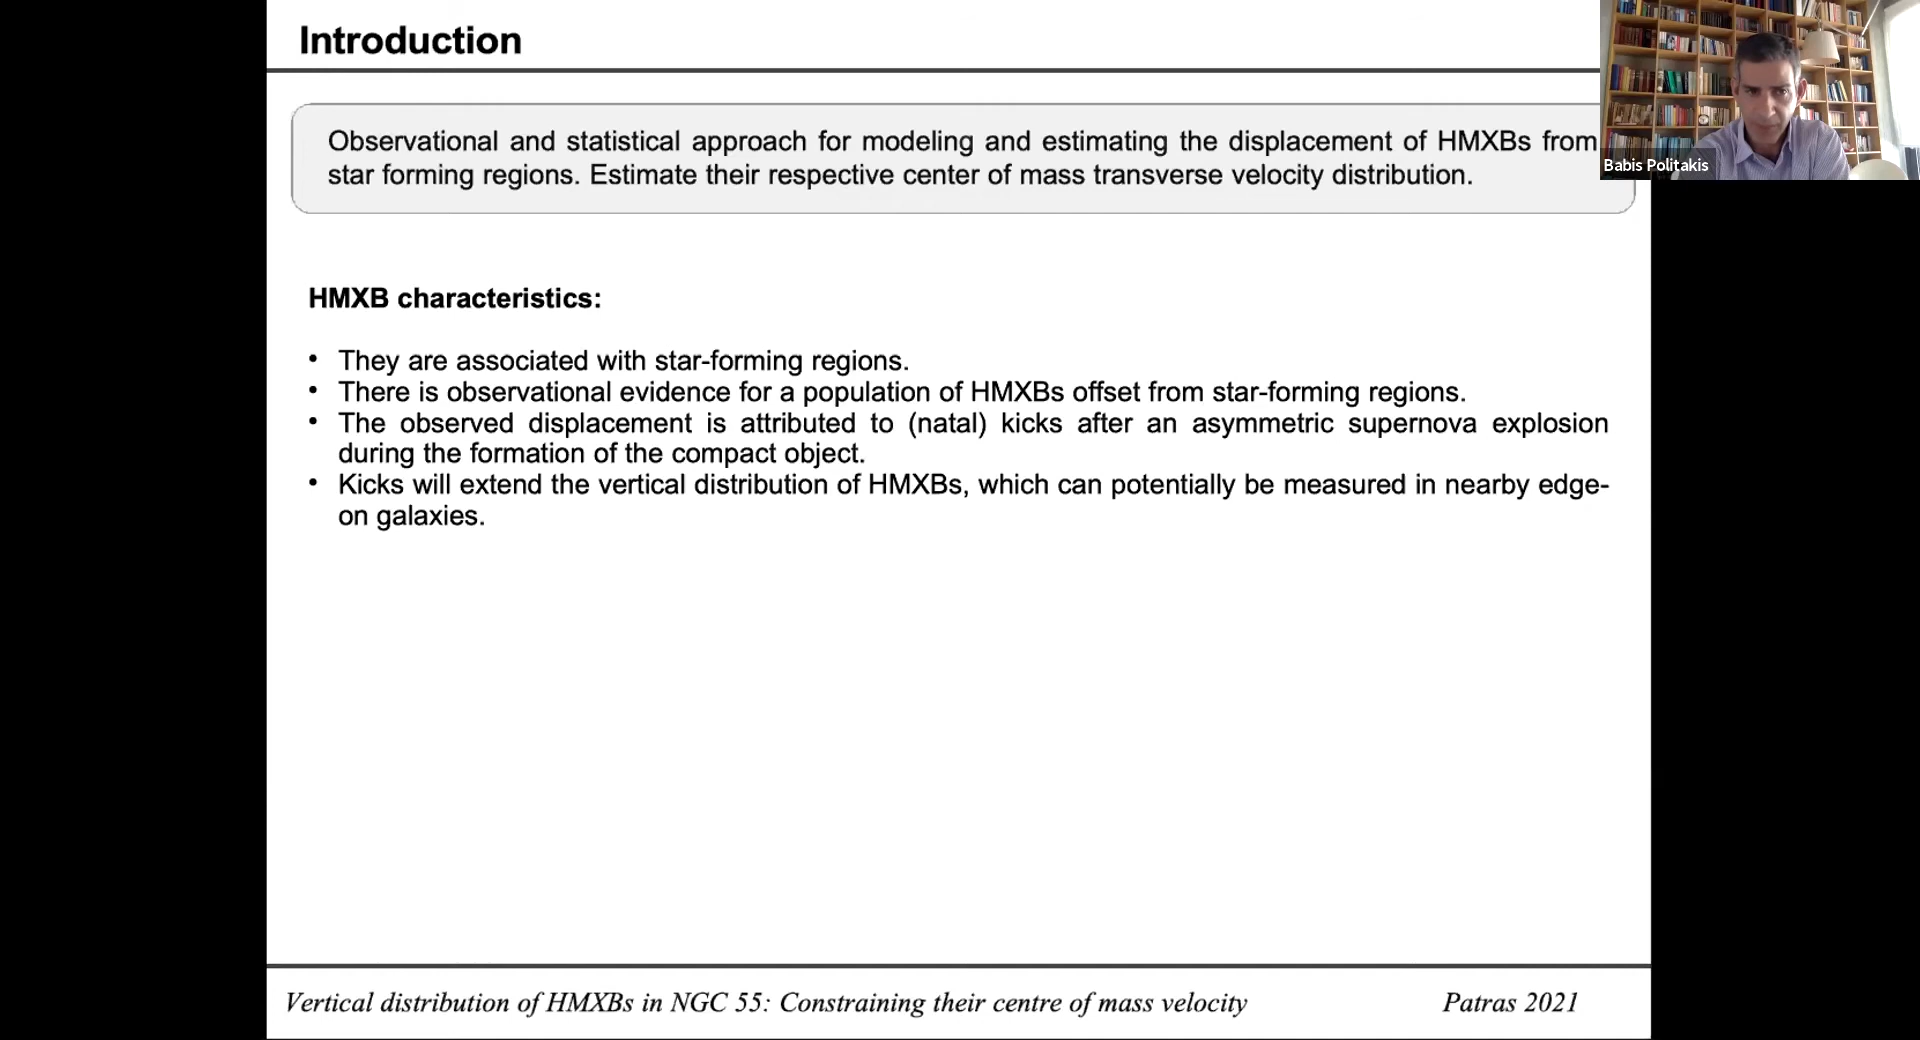 Introduction
Observational and statistical approach for modeling and estimating the displacement of HMXBs from
star forming regions. Estimate their respective center of mass transverse velocity distribution.
Babis Politakis
HMXB characteristics:
• They are associated with star-forming regions.
• There is observational evidence for a population of HMXBs offset from star-forming regions.
• The observed displacement is attributed to (natal) kicks after an asymmetric supernova explosion
during the formation of the compact object.
• Kicks will extend the vertical distribution of HMXBs, which can potentially be measured in nearby edge-
on galaxies.
Vertical distribution of HMXBs in NGC 55: Constraining their centre of mass velocity
Patras 2021